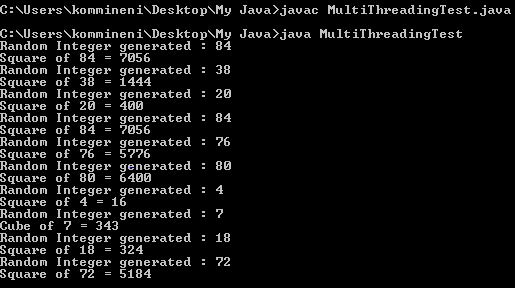 C:\Users\kommineni\Desktop\My Java>javac MultiThreadingTest.java
C:\Users\kommineni\Desktop\My Java>java MultiThreadingTest
Random Integer generated : 84
Square of 84 = 7056
Random Integer generated : 38
Square of 38 = 1444
Random Integer generated : 20
Square of 20 = 400
Random Integer generated : 84
Square of 84 = 7056
Random Integer generated : 76
Square of 76 = 5776
Random Integer generated : 80
Square of 80 = 6400
Random Integer generated : 4
Square of 4 = 16
Random Integer generated : 7
Cube of 7 = 343
Random Integer generated : 18
Square of 18 = 324
Random Integer generated : 72
Square of 72 = 5184